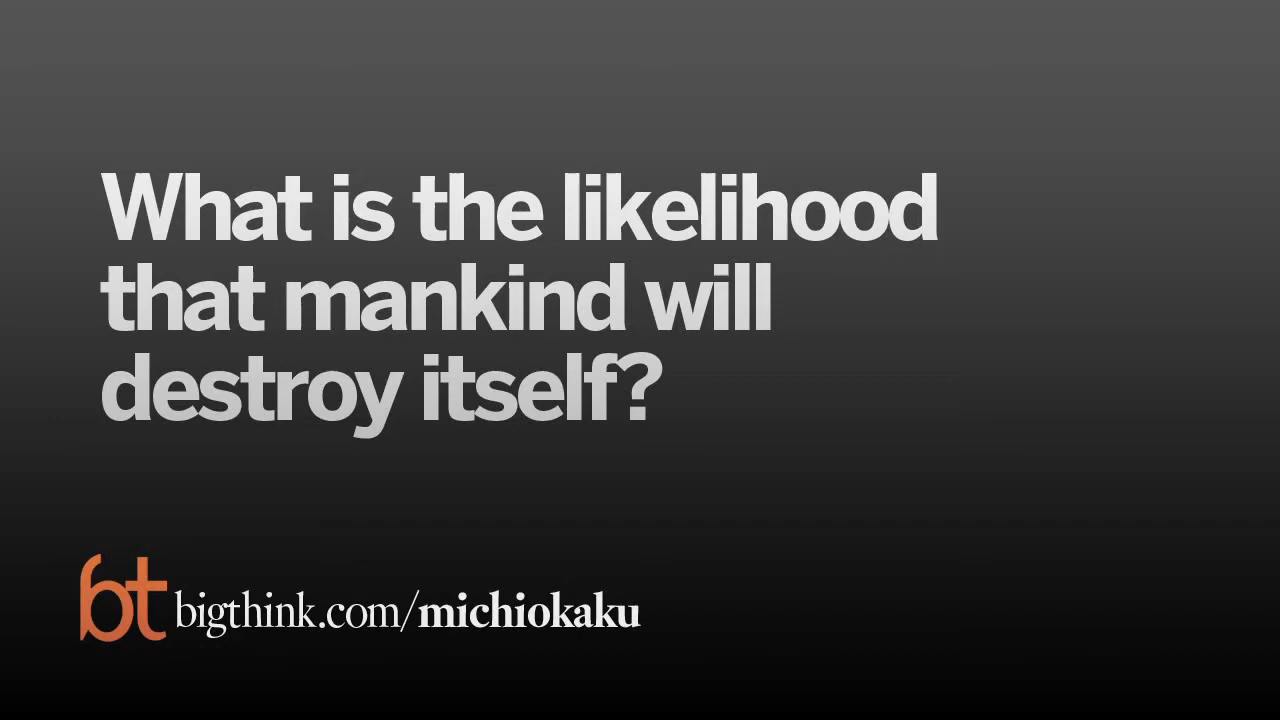 What is the likelihood
that mankind will
destroy itself?
bt bigthink.com/michiokaku